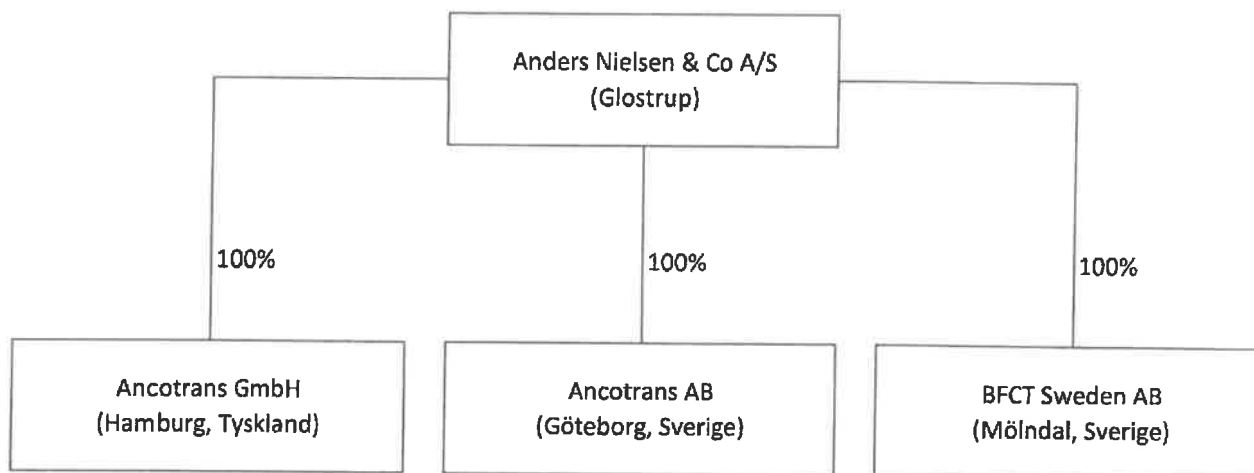 Anders Nielsen & Co A/S
(Glostrup)
100%
100%
100%
Ancotrans GmbH
(Hamburg, Tyskland)
Ancotrans AB
(Göteborg, Sverige)
BFCT Sweden AB
(Mölndal, Sverige)